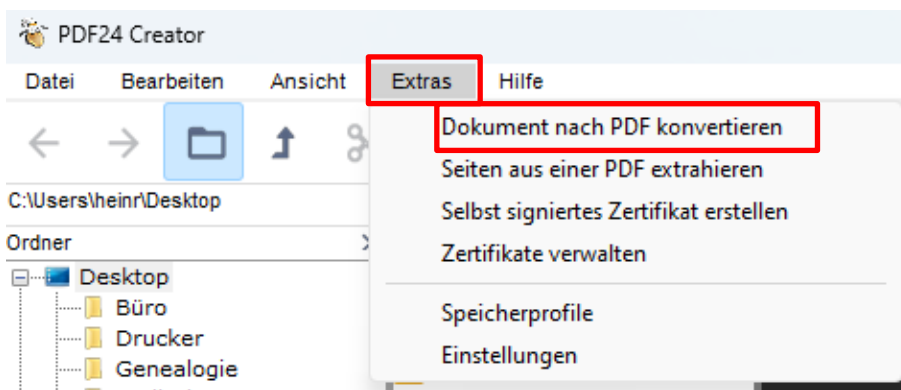 PDF24 Creator
Datei Bearbeiten Ansicht Extras Hilfe
Dokument nach PDF konvertieren
Seiten aus einer PDF extrahieren
Selbst signiertes Zertifikat erstellen
Zertifikate verwalten
Speicherprofile
Einstellungen
C:\Users\heinr\Desktop
Ordner
Desktop
Büro
Drucker
Genealogie